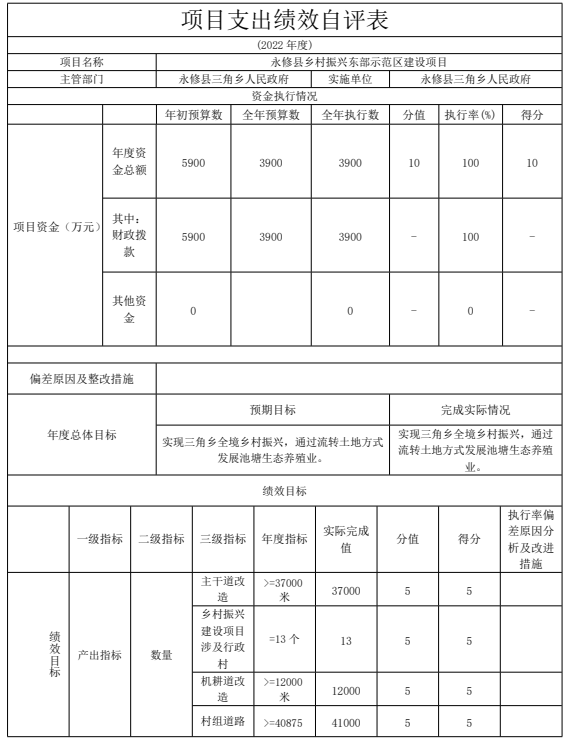 项目支出绩效自评表
(2022 年度)
项目名称 永修县乡村振兴东部示范区建设项目
主管部门 永修县三角乡人民政府 实施单位 永修县三角乡人民政府
资金执行情况
年初预算数 全年预算数 全年执行数 分值 执行率(%) 得分
项目资金（万元）
年度资
金总额
5900 3900 3900 10 100 10
其中:
财政拨
款
5900 3900 3900 － 100 －
其他资
金
0 0 － 0 －
偏差原因及整改措施
年度总体目标
预期目标 完成实际情况
实现三角乡全境乡村振兴，通过流转土地方式
发展池塘生态养殖业。
实现三角乡全境乡村振兴，通过
流转土地方式发展池塘生态养殖
业。
绩效目标
一级指标 二级指标 三级指标 年度指标
实际完成
值
分值 得分
执行率偏
差原因分
析及改进
措施
绩效目标
产出指标 数量
主干道改
造
>=37000
米
37000 5 5
乡村振兴
建设项目
涉及行政
村
=13 个 13 5 5
机耕道改
造
>=12000
米
12000 5 5
村组道路 >=40875 41000 5 5